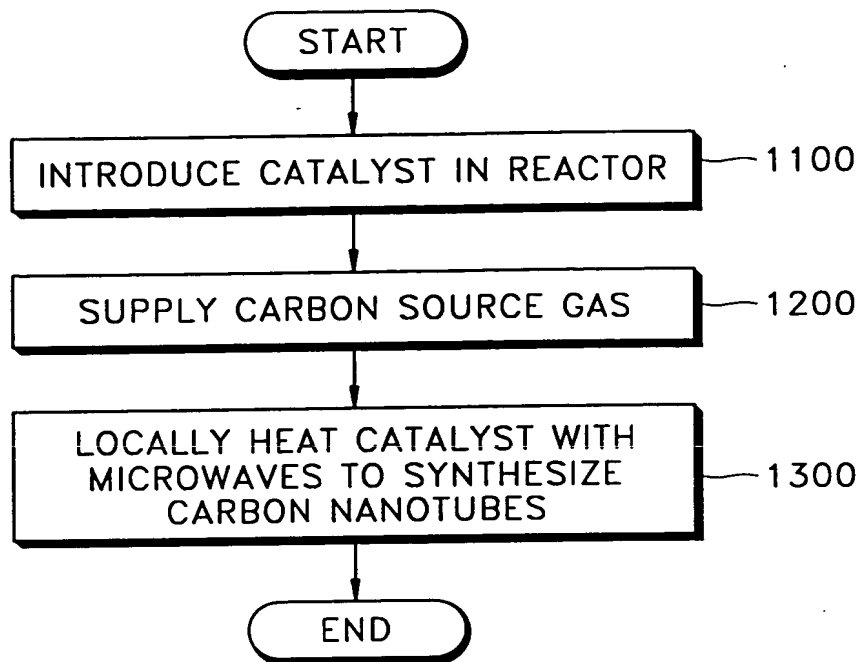 START
INTRODUCE CATALYST IN REACTOR
1100
SUPPLY CARBON SOURCE GAS
1200
LOCALLY HEAT CATALYST WITH
MICROWAVES TO SYNTHESIZE
CARBON NANOTUBES
1300
END